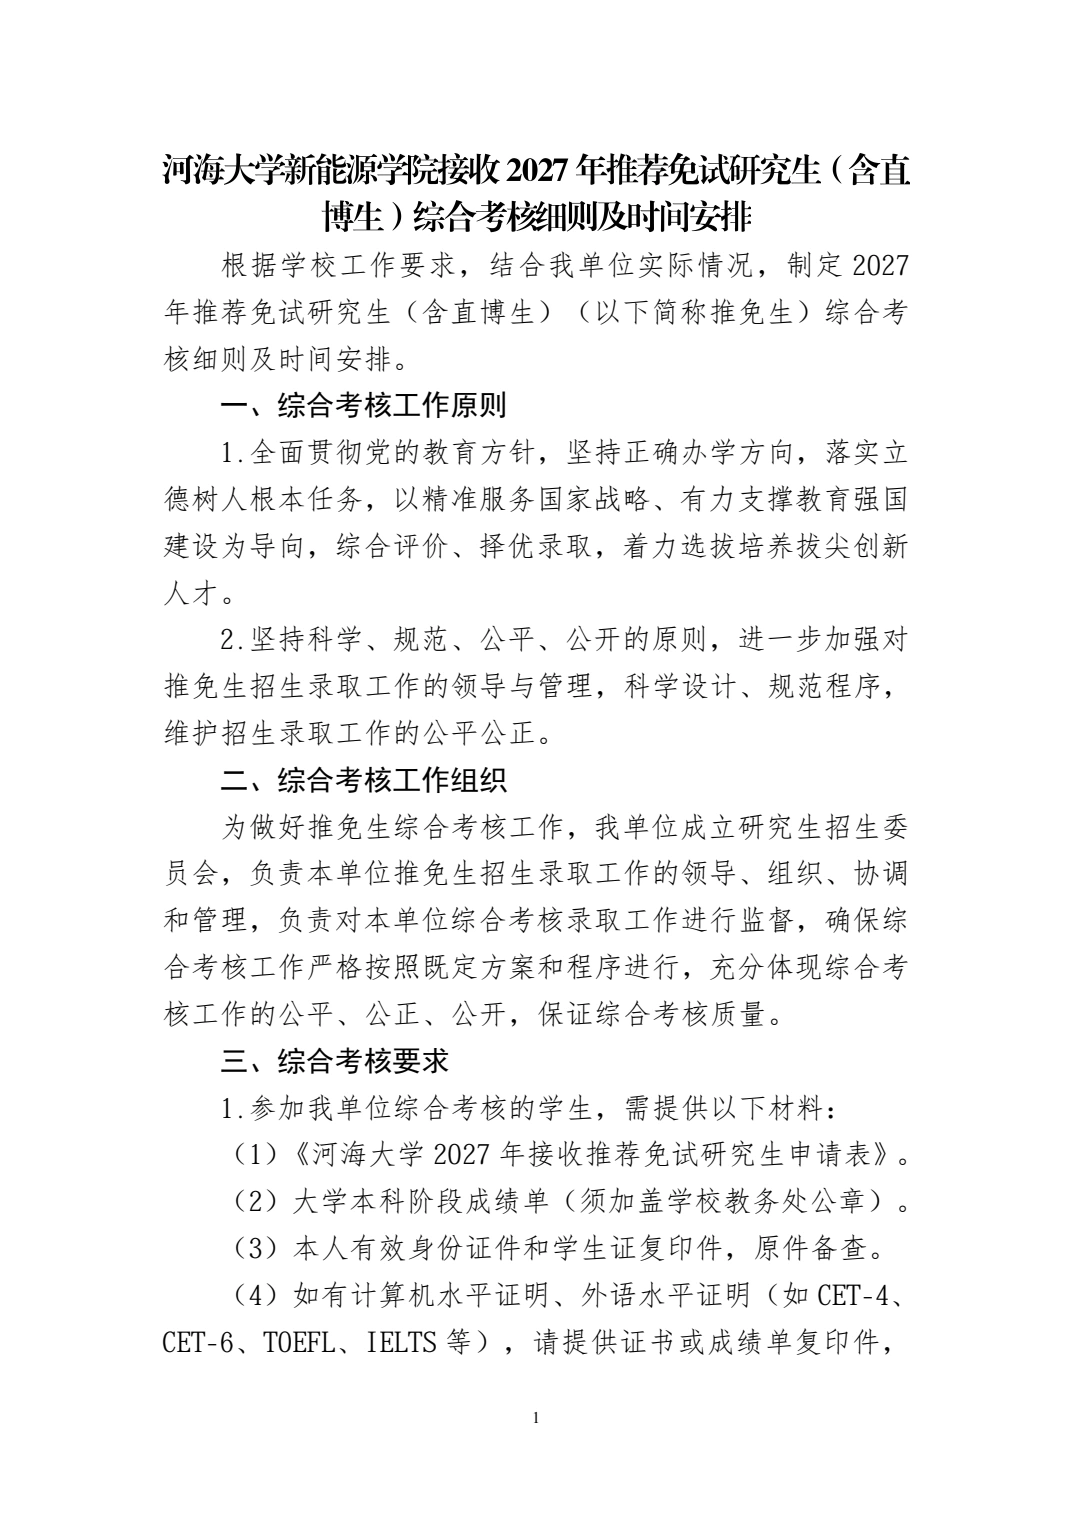 河海大学新能源学院接收 2027 年推荐免试研究生（含直
博生）综合考核细则及时间安排
根据学校工作要求，结合我单位实际情况，制定 2027
年推荐免试研究生（含直博生）（以下简称推免生）综合考
核细则及时间安排。
一、综合考核工作原则
1.全面贯彻党的教育方针，坚持正确办学方向，落实立
德树人根本任务，以精准服务国家战略、有力支撑教育强国
建设为导向，综合评价、择优录取，着力选拔培养拔尖创新
人才。
2.坚持科学、规范、公平、公开的原则，进一步加强对
推免生招生录取工作的领导与管理，科学设计、规范程序，
维护招生录取工作的公平公正。
二、综合考核工作组织
为做好推免生综合考核工作，我单位成立研究生招生委
员会，负责本单位推免生招生录取工作的领导、组织、协调
和管理，负责对本单位综合考核录取工作进行监督，确保综
合考核工作严格按照既定方案和程序进行，充分体现综合考
核工作的公平、公正、公开，保证综合考核质量。
三、综合考核要求
1.参加我单位综合考核的学生，需提供以下材料：
（1）《河海大学 2027 年接收推荐免试研究生申请表》。
（2）大学本科阶段成绩单（须加盖学校教务处公章）。
（3）本人有效身份证件和学生证复印件，原件备查。
（4）如有计算机水平证明、外语水平证明（如 CET-4、
CET-6、TOEFL、IELTS 等），请提供证书或成绩单复印件，
1